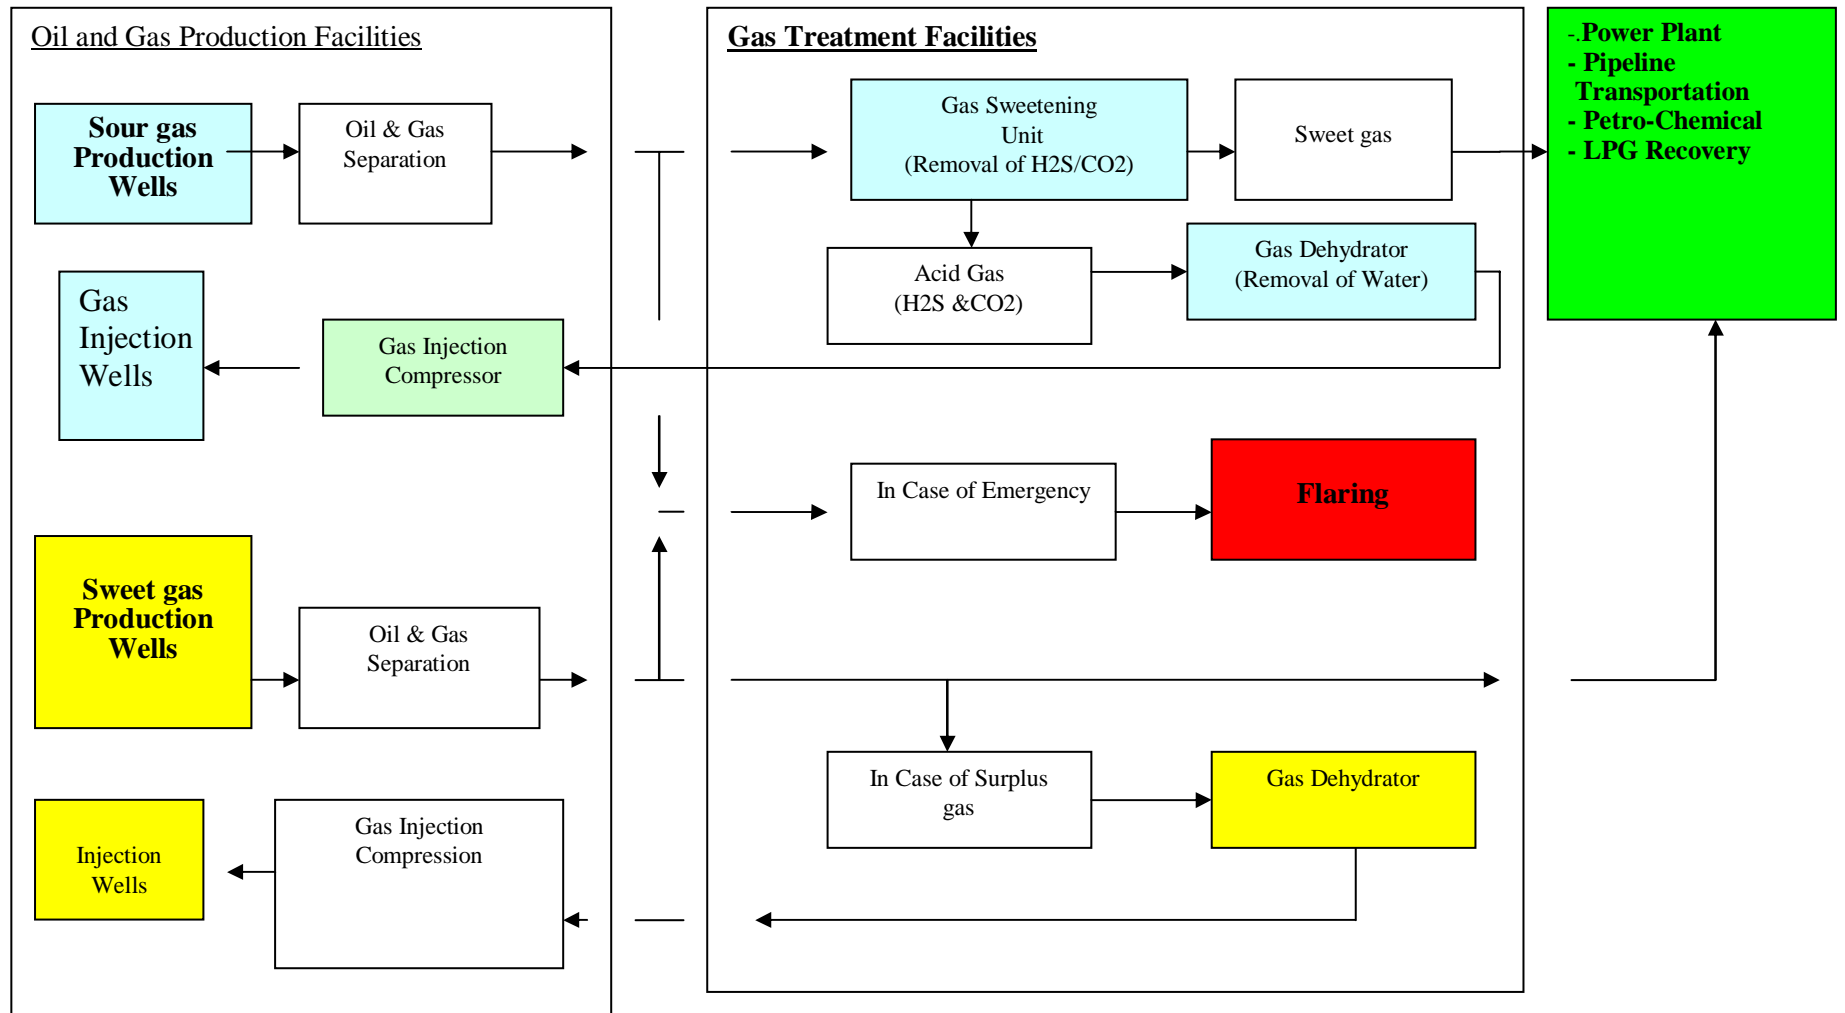 Oil and Gas Production Facilities
Sour gas
Production
Wells
Oil & Gas
Separation
Gas
Injection
Wells
Gas Injection
Compressor
Sweet gas
Production
Wells
Oil & Gas
Separation
Injection
Wells
Gas Injection
Compression
Gas Treatment Facilities
Gas Sweetening
Unit
(Removal of H2S/CO2)
Sweet gas
Acid Gas
(H2S &CO2)
Gas Dehydrator
(Removal of Water)
In Case of Emergency
Flaring
In Case of Surplus
gas
Gas Dehydrator
-.Power Plant
- Pipeline
Transportation
- Petro-Chemical
- LPG Recovery